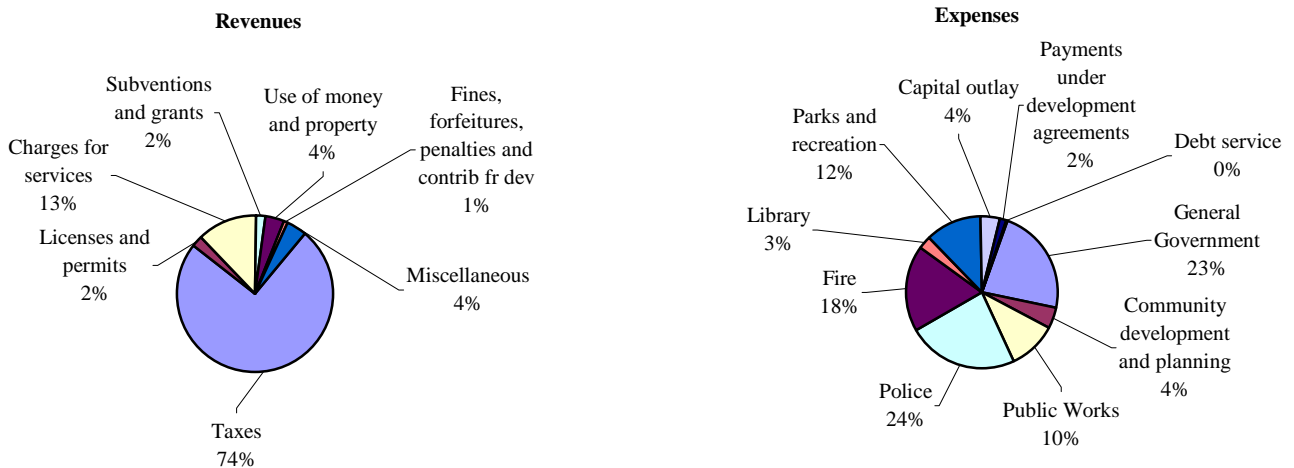 Revenues
Subventions
and grants
2%
Use of money
and property
4%
Fines,
forfeitures,
penalties and
contrib fr dev
1%
Charges for
services
13%
Licenses and
permits
2%
Miscellaneous
4%
Taxes
74%
Expenses
Payments
under
development
agreements
2%
Capital outlay
4%
Parks and
recreation
12%
Debt service
0%
Library
3%
General
Government
23%
Fire
18%
Community
development
and planning
4%
Police
24%
Public Works
10%